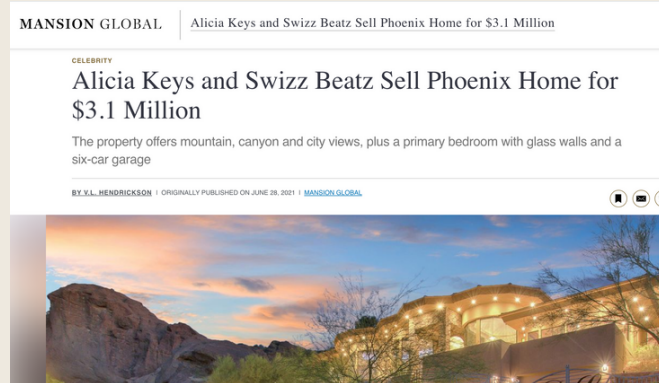 MANSION GLOBAL
Alicia Keys and Swizz Beatz Sell Phoenix Home for $3.1 Million
CELEBRITY
Alicia Keys and Swizz Beatz Sell Phoenix Home for
$3.1 Million
The property offers mountain, canyon and city views, plus a primary bedroom with glass walls and a
six-car garage
BY V.L. HENDRICKSON | ORIGINALLY PUBLISHED ON JUNE 28, 2021 | MANSION GLOBAL